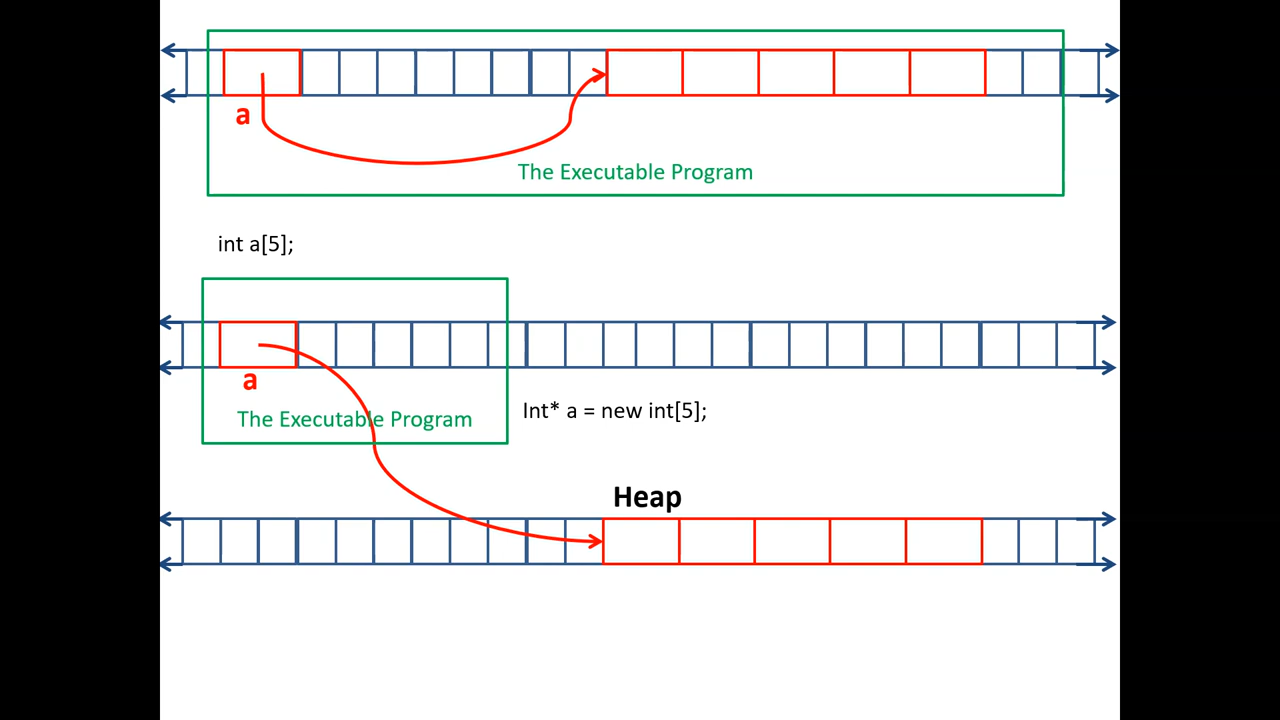 a
The Executable Program
int a[5];
a
The Executable Program
Int* a = new int[5];
Heap